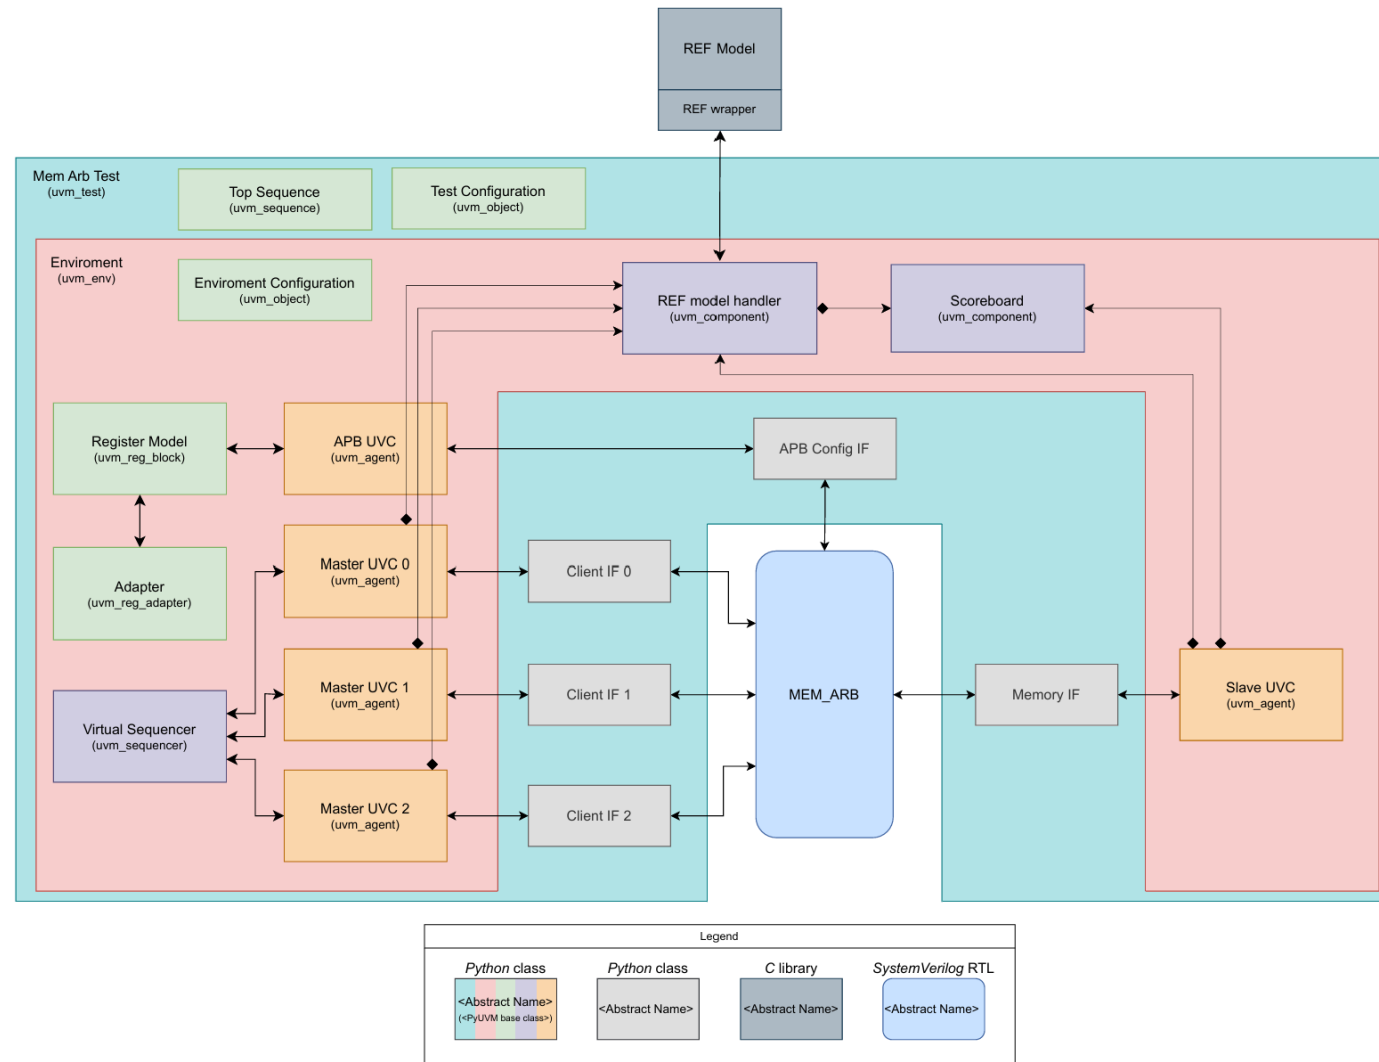 REF Model
REF wrapper
Mem Arb Test
(uvm_test)
Top Sequence
(uvm_sequence)
Test Configuration
(uvm_object)
Enviroment
(uvm_env)
Enviroment Configuration
(uvm_object)
REF model handler
(uvm_component)
Scoreboard
(uvm_component)
Register Model
(uvm_reg_block)
APB UVC
(uvm_agent)
APB Config IF
Adapter
(uvm_reg_adapter)
Master UVC 0
(uvm_agent)
Client IF 0
Virtual Sequencer
(uvm_sequencer)
Master UVC 1
(uvm_agent)
Client IF 1
MEM_ARB
Memory IF
Slave UVC
(uvm_agent)
Master UVC 2
(uvm_agent)
Client IF 2
Legend
Python class
<Abstract Name>
(<PyUVM base class>)
Python class
<Abstract Name>
C library
<Abstract Name>
SystemVerilog RTL
<Abstract Name>